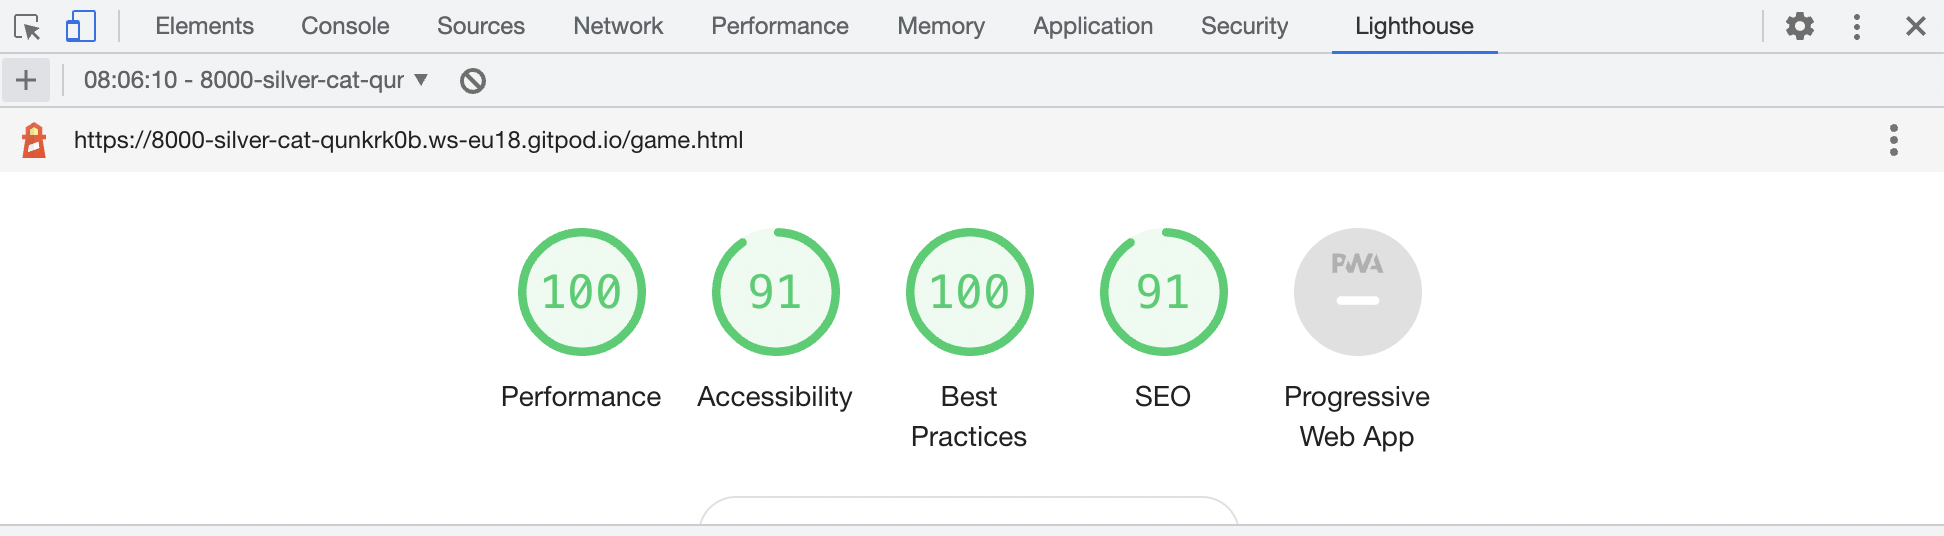 Elements Console Sources Network Performance Memory Application Security Lighthouse
08:06:10 - 8000-silver-cat-qur
https://8000-silver-cat-qunkrk0b.ws-eu18.gitpod.io/game.html
100 91 100 91 PWA
Performance Accessibility Best Practices SEO Progressive Web App